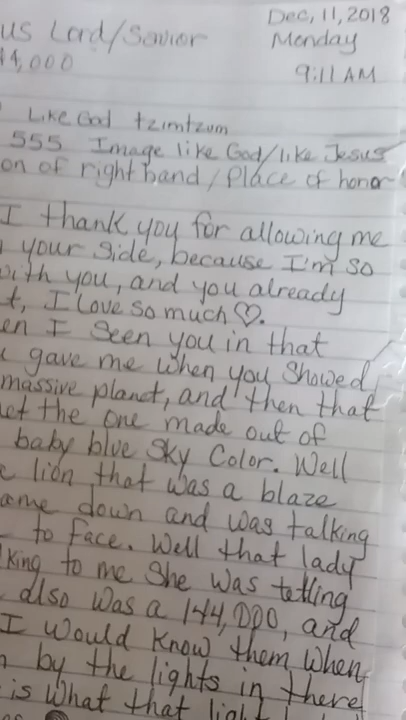 us Lord/Savior
Dec, 11, 2018
Monday
9:11 AM
4,000
Like God tzimtzum
555 Image like God/like Jesus
on of right hand / Place of honor
I thank you for allowing me
your side, because I'm so
with you, and you already
t, I Love so much ♡.
en I Seen you in that
gave me when you showed
massive planet, and then that
et the one made out of
baby blue Sky Color. Well
lion that was a blaze
ame down and was talking
to face. Well that lady
King to me She was telling
also was a 144,000, and
I would Know them when
by the lights in there
is what that light